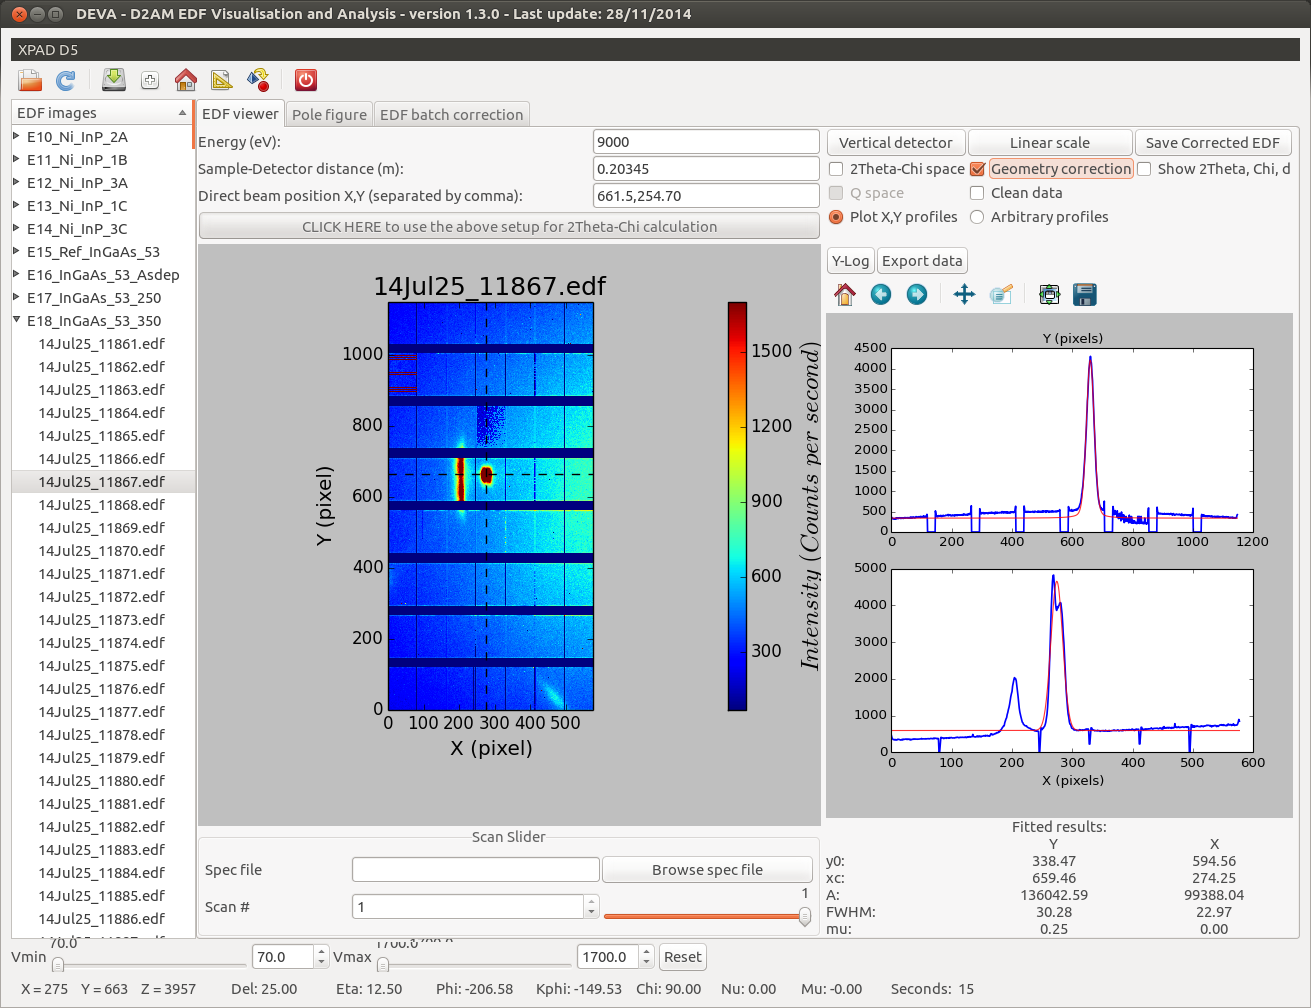 DEVA - D2AM EDF Visualisation and Analysis - version 1.3.0 - Last update: 28/11/2014
XPAD D5
EDF images
E10_Ni_InP_2A
E11_Ni_InP_1B
E12_Ni_InP_3A
E13_Ni_InP_1C
E14_Ni_InP_3C
E15_Ref_InGaAs_53
E16_InGaAs_53_Asdep
E17_InGaAs_53_250
E18_InGaAs_53_350
14Jul25_11861.edf
14Jul25_11862.edf
14Jul25_11863.edf
14Jul25_11864.edf
14Jul25_11865.edf
14Jul25_11866.edf
14Jul25_11867.edf
14Jul25_11868.edf
14Jul25_11869.edf
14Jul25_11870.edf
14Jul25_11871.edf
14Jul25_11872.edf
14Jul25_11873.edf
14Jul25_11874.edf
14Jul25_11875.edf
14Jul25_11876.edf
14Jul25_11877.edf
14Jul25_11878.edf
14Jul25_11879.edf
14Jul25_11880.edf
14Jul25_11881.edf
14Jul25_11882.edf
14Jul25_11883.edf
14Jul25_11884.edf
14Jul25_11885.edf
14Jul25_11886.edf
EDF viewer Pole figure EDF batch correction
Energy (eV): 9000
Sample-Detector distance (m): 0.20345
Direct beam position X,Y (separated by comma): 661.5,254.70
CLICK HERE to use the above setup for 2Theta-Chi calculation
Vertical detector Linear scale Save Corrected EDF
2Theta-Chi space Geometry correction Show 2Theta, Chi, d
Q space Clean data
Plot X,Y profiles Arbitrary profiles
Y-Log Export data
14Jul25_11867.edf
Y (pixel)
1000
800
600
400
200
0
0 100 200 300 400 500
X (pixel)
1500
1200
900
600
300
Intensity (Counts per second)
Y (pixels)
4500
4000
3500
3000
2500
2000
1500
1000
500
0
0 200 400 600 800 1000 1200
5000
4000
3000
2000
1000
0
0 100 200 300 400 500 600
X (pixels)
Fitted results:
Y X
y0: 338.47 594.56
xc: 659.46 274.25
A: 136042.59 99388.04
FWHM: 30.28 22.97
mu: 0.25 0.00
Scan Slider
Spec file Browse spec file
Scan # 1 1
70.0
Vmin 70.0 Vmax 1700.0 Reset
X = 275 Y = 663 Z = 3957 Del: 25.00 Eta: 12.50 Phi: -206.58 Kphi: -149.53 Chi: 90.00 Nu: 0.00 Mu: -0.00 Seconds: 15